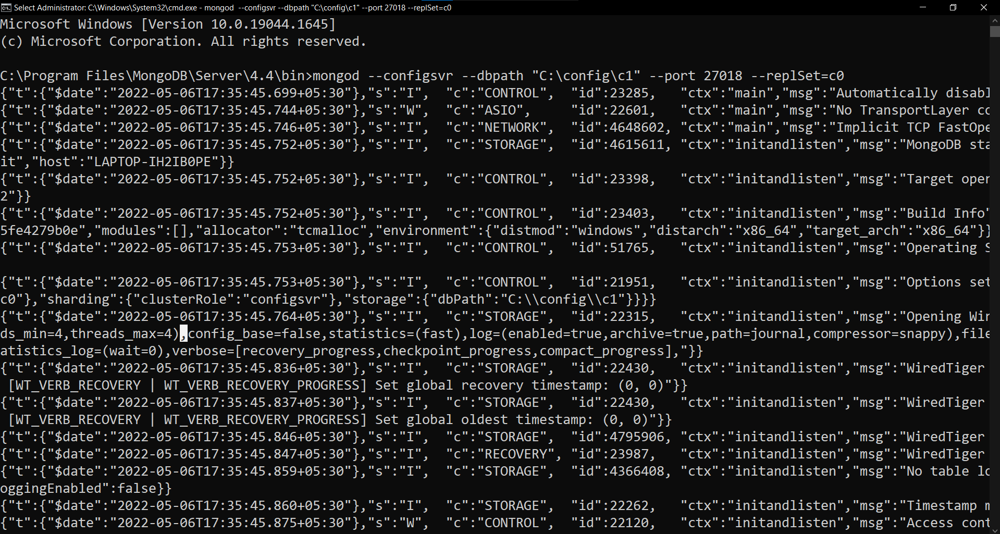 Select Administrator: C:\Windows\System32\cmd.exe - mongod  --configsvr --dbpath "C:\config\c1" --port 27018 --replSet=c0
Microsoft Windows [Version 10.0.19044.1645]
(c) Microsoft Corporation. All rights reserved.
C:\Program Files\MongoDB\Server\4.4\bin>mongod --configsvr --dbpath "C:\config\c1" --port 27018 --replSet=c0
{"t":{"$date":"2022-05-06T17:35:45.699+05:30"},"s":"I",  "c":"CONTROL",  "id":23285,   "ctx":"main","msg":"Automatically disabl
{"t":{"$date":"2022-05-06T17:35:45.744+05:30"},"s":"W",  "c":"ASIO",     "id":22601,   "ctx":"main","msg":"No TransportLayer co
{"t":{"$date":"2022-05-06T17:35:45.746+05:30"},"s":"I",  "c":"NETWORK",  "id":4648602, "ctx":"main","msg":"Implicit TCP FastOpe
{"t":{"$date":"2022-05-06T17:35:45.752+05:30"},"s":"I",  "c":"STORAGE",  "id":4615611, "ctx":"initandlisten","msg":"MongoDB sta
it","host":"LAPTOP-IH2IB0PE"}}
{"t":{"$date":"2022-05-06T17:35:45.752+05:30"},"s":"I",  "c":"CONTROL",  "id":23398,   "ctx":"initandlisten","msg":"Target oper
2"}}
{"t":{"$date":"2022-05-06T17:35:45.752+05:30"},"s":"I",  "c":"CONTROL",  "id":23403,   "ctx":"initandlisten","msg":"Build Info"
5fe4279b0e","modules":[],"allocator":"tcmalloc","environment":{"distmod":"windows","distarch":"x86_64","target_arch":"x86_64"}}
{"t":{"$date":"2022-05-06T17:35:45.753+05:30"},"s":"I",  "c":"CONTROL",  "id":51765,   "ctx":"initandlisten","msg":"Operating S
{"t":{"$date":"2022-05-06T17:35:45.753+05:30"},"s":"I",  "c":"CONTROL",  "id":21951,   "ctx":"initandlisten","msg":"Options set
c0"},"sharding":{"clusterRole":"configsvr"},"storage":{"dbPath":"C:\\config\\c1"}}}}
{"t":{"$date":"2022-05-06T17:35:45.764+05:30"},"s":"I",  "c":"STORAGE",  "id":22315,   "ctx":"initandlisten","msg":"Opening Wir
ds_min=4,threads_max=4),config_base=false,statistics=(fast),log=(enabled=true,archive=true,path=journal,compressor=snappy),file
atistics_log=(wait=0),verbose=[recovery_progress,checkpoint_progress,compact_progress],"}}
{"t":{"$date":"2022-05-06T17:35:45.836+05:30"},"s":"I",  "c":"STORAGE",  "id":22430,   "ctx":"initandlisten","msg":"WiredTiger
[WT_VERB_RECOVERY | WT_VERB_RECOVERY_PROGRESS] Set global recovery timestamp: (0, 0)"}}
{"t":{"$date":"2022-05-06T17:35:45.837+05:30"},"s":"I",  "c":"STORAGE",  "id":22430,   "ctx":"initandlisten","msg":"WiredTiger
[WT_VERB_RECOVERY | WT_VERB_RECOVERY_PROGRESS] Set global oldest timestamp: (0, 0)"}}
{"t":{"$date":"2022-05-06T17:35:45.846+05:30"},"s":"I",  "c":"STORAGE",  "id":4795906, "ctx":"initandlisten","msg":"WiredTiger
{"t":{"$date":"2022-05-06T17:35:45.847+05:30"},"s":"I",  "c":"RECOVERY", "id":23987,   "ctx":"initandlisten","msg":"WiredTiger
{"t":{"$date":"2022-05-06T17:35:45.859+05:30"},"s":"I",  "c":"STORAGE",  "id":4366408, "ctx":"initandlisten","msg":"No table lo
oggingEnabled":false}}
{"t":{"$date":"2022-05-06T17:35:45.860+05:30"},"s":"I",  "c":"STORAGE",  "id":22262,   "ctx":"initandlisten","msg":"Timestamp m
{"t":{"$date":"2022-05-06T17:35:45.875+05:30"},"s":"W",  "c":"CONTROL",  "id":22120,   "ctx":"initandlisten","msg":"Access cont